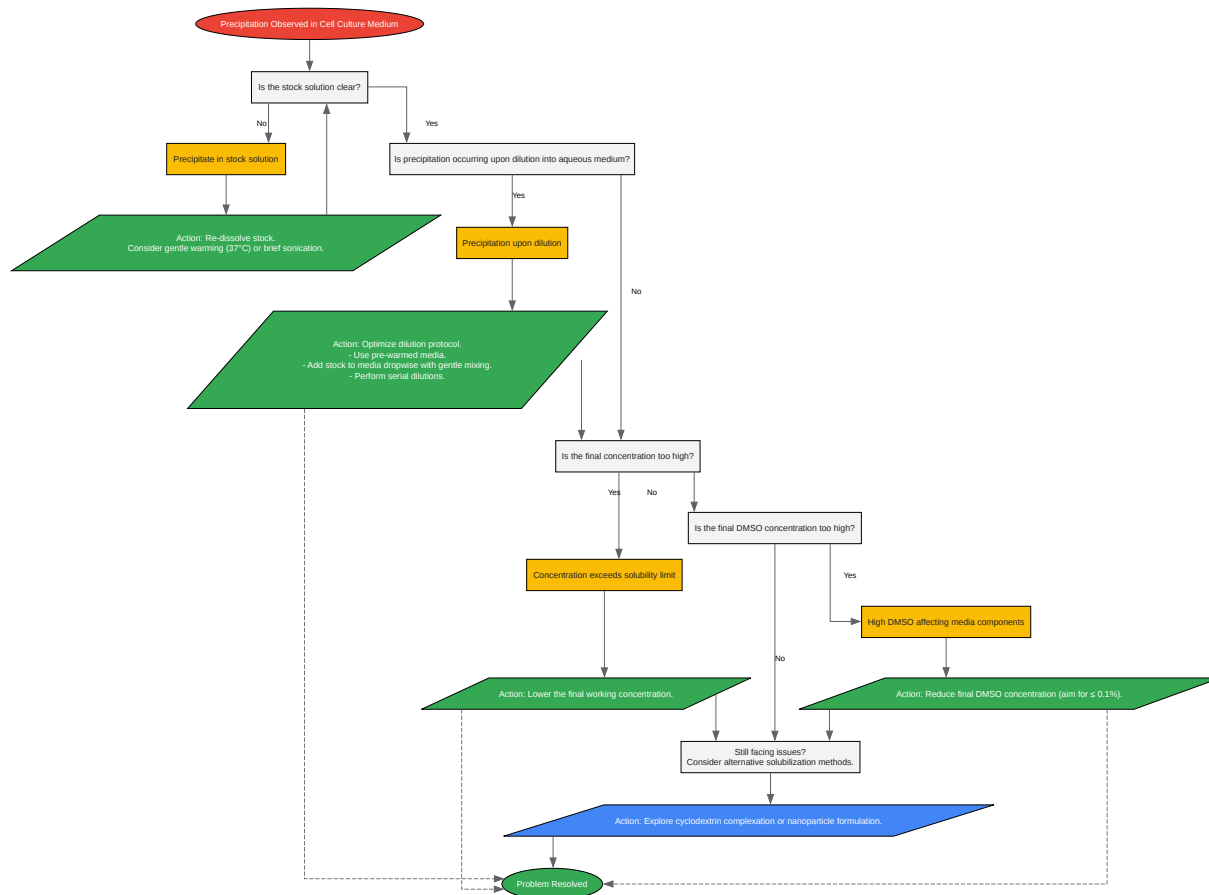 Precipitation Observed in Cell Culture Medium
Is the stock solution clear?
No
Yes
Precipitate in stock solution
Is precipitation occurring upon dilution into aqueous medium?
Yes
Action: Re-dissolve stock.
Consider gentle warming (37°C) or brief sonication.
Precipitation upon dilution
No
Action: Optimize dilution protocol.
- Use pre-warmed media.
- Add stock to media dropwise with gentle mixing.
- Perform serial dilutions.
Is the final concentration too high?
Yes
No
Is the final DMSO concentration too high?
Concentration exceeds solubility limit
Yes
High DMSO affecting media components
No
Action: Lower the final working concentration.
Action: Reduce final DMSO concentration (aim for ≤ 0.1%).
Still facing issues?
Consider alternative solubilization methods.
Action: Explore cyclodextrin complexation or nanoparticle formulation.
Problem Resolved